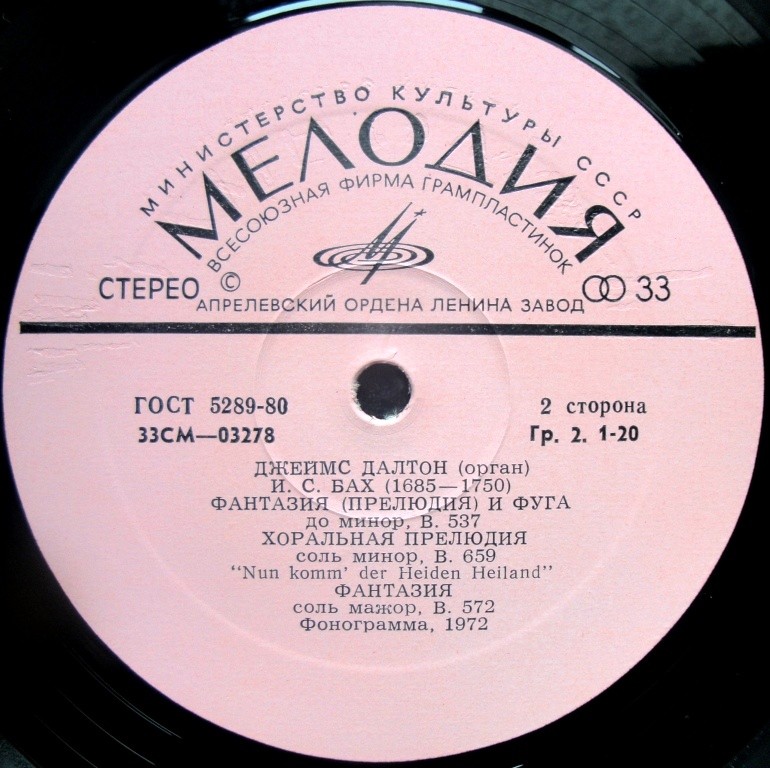 МИНИСТЕРСТВО КУЛЬТУРЫ СССР
МЕЛОДИЯ
ВСЕСОЮЗНАЯ ФИРМА ГРАМПЛАСТИНОК
СТЕРЕО © 33
АПРЕЛЕВСКИЙ ОРДЕНА ЛЕНИНА ЗАВОД
ГОСТ 5289-80 2 сторона
33СМ—03278 Гр. 2. 1-20
ДЖЕЙМС ДАЛТОН (орган)
И. С. БАХ (1685—1750)
ФАНТАЗИЯ (ПРЕЛЮДИЯ) И ФУГА
до минор, В. 537
ХОРАЛЬНАЯ ПРЕЛЮДИЯ
соль минор, В. 659
"Nun komm' der Heiden Heiland"
ФАНТАЗИЯ
соль мажор, В. 572
Фонограмма, 1972